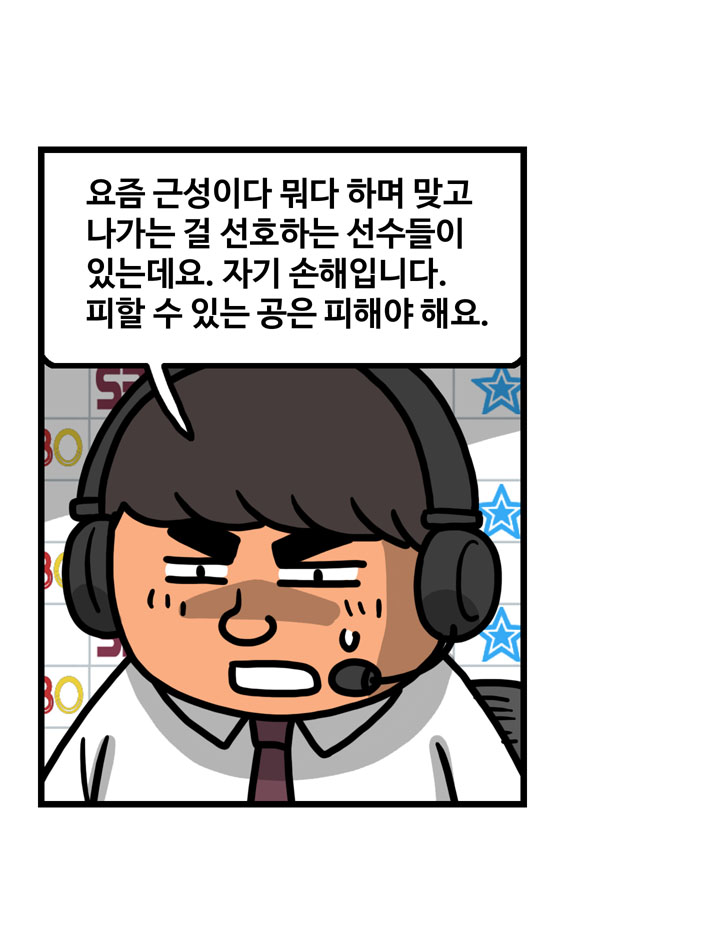 요즘 근성이다 뭐다 하며 맞고
나가는 걸 선호하는 선수들이
있는데요. 자기 손해입니다.
피할 수 있는 공은 피해야 해요.